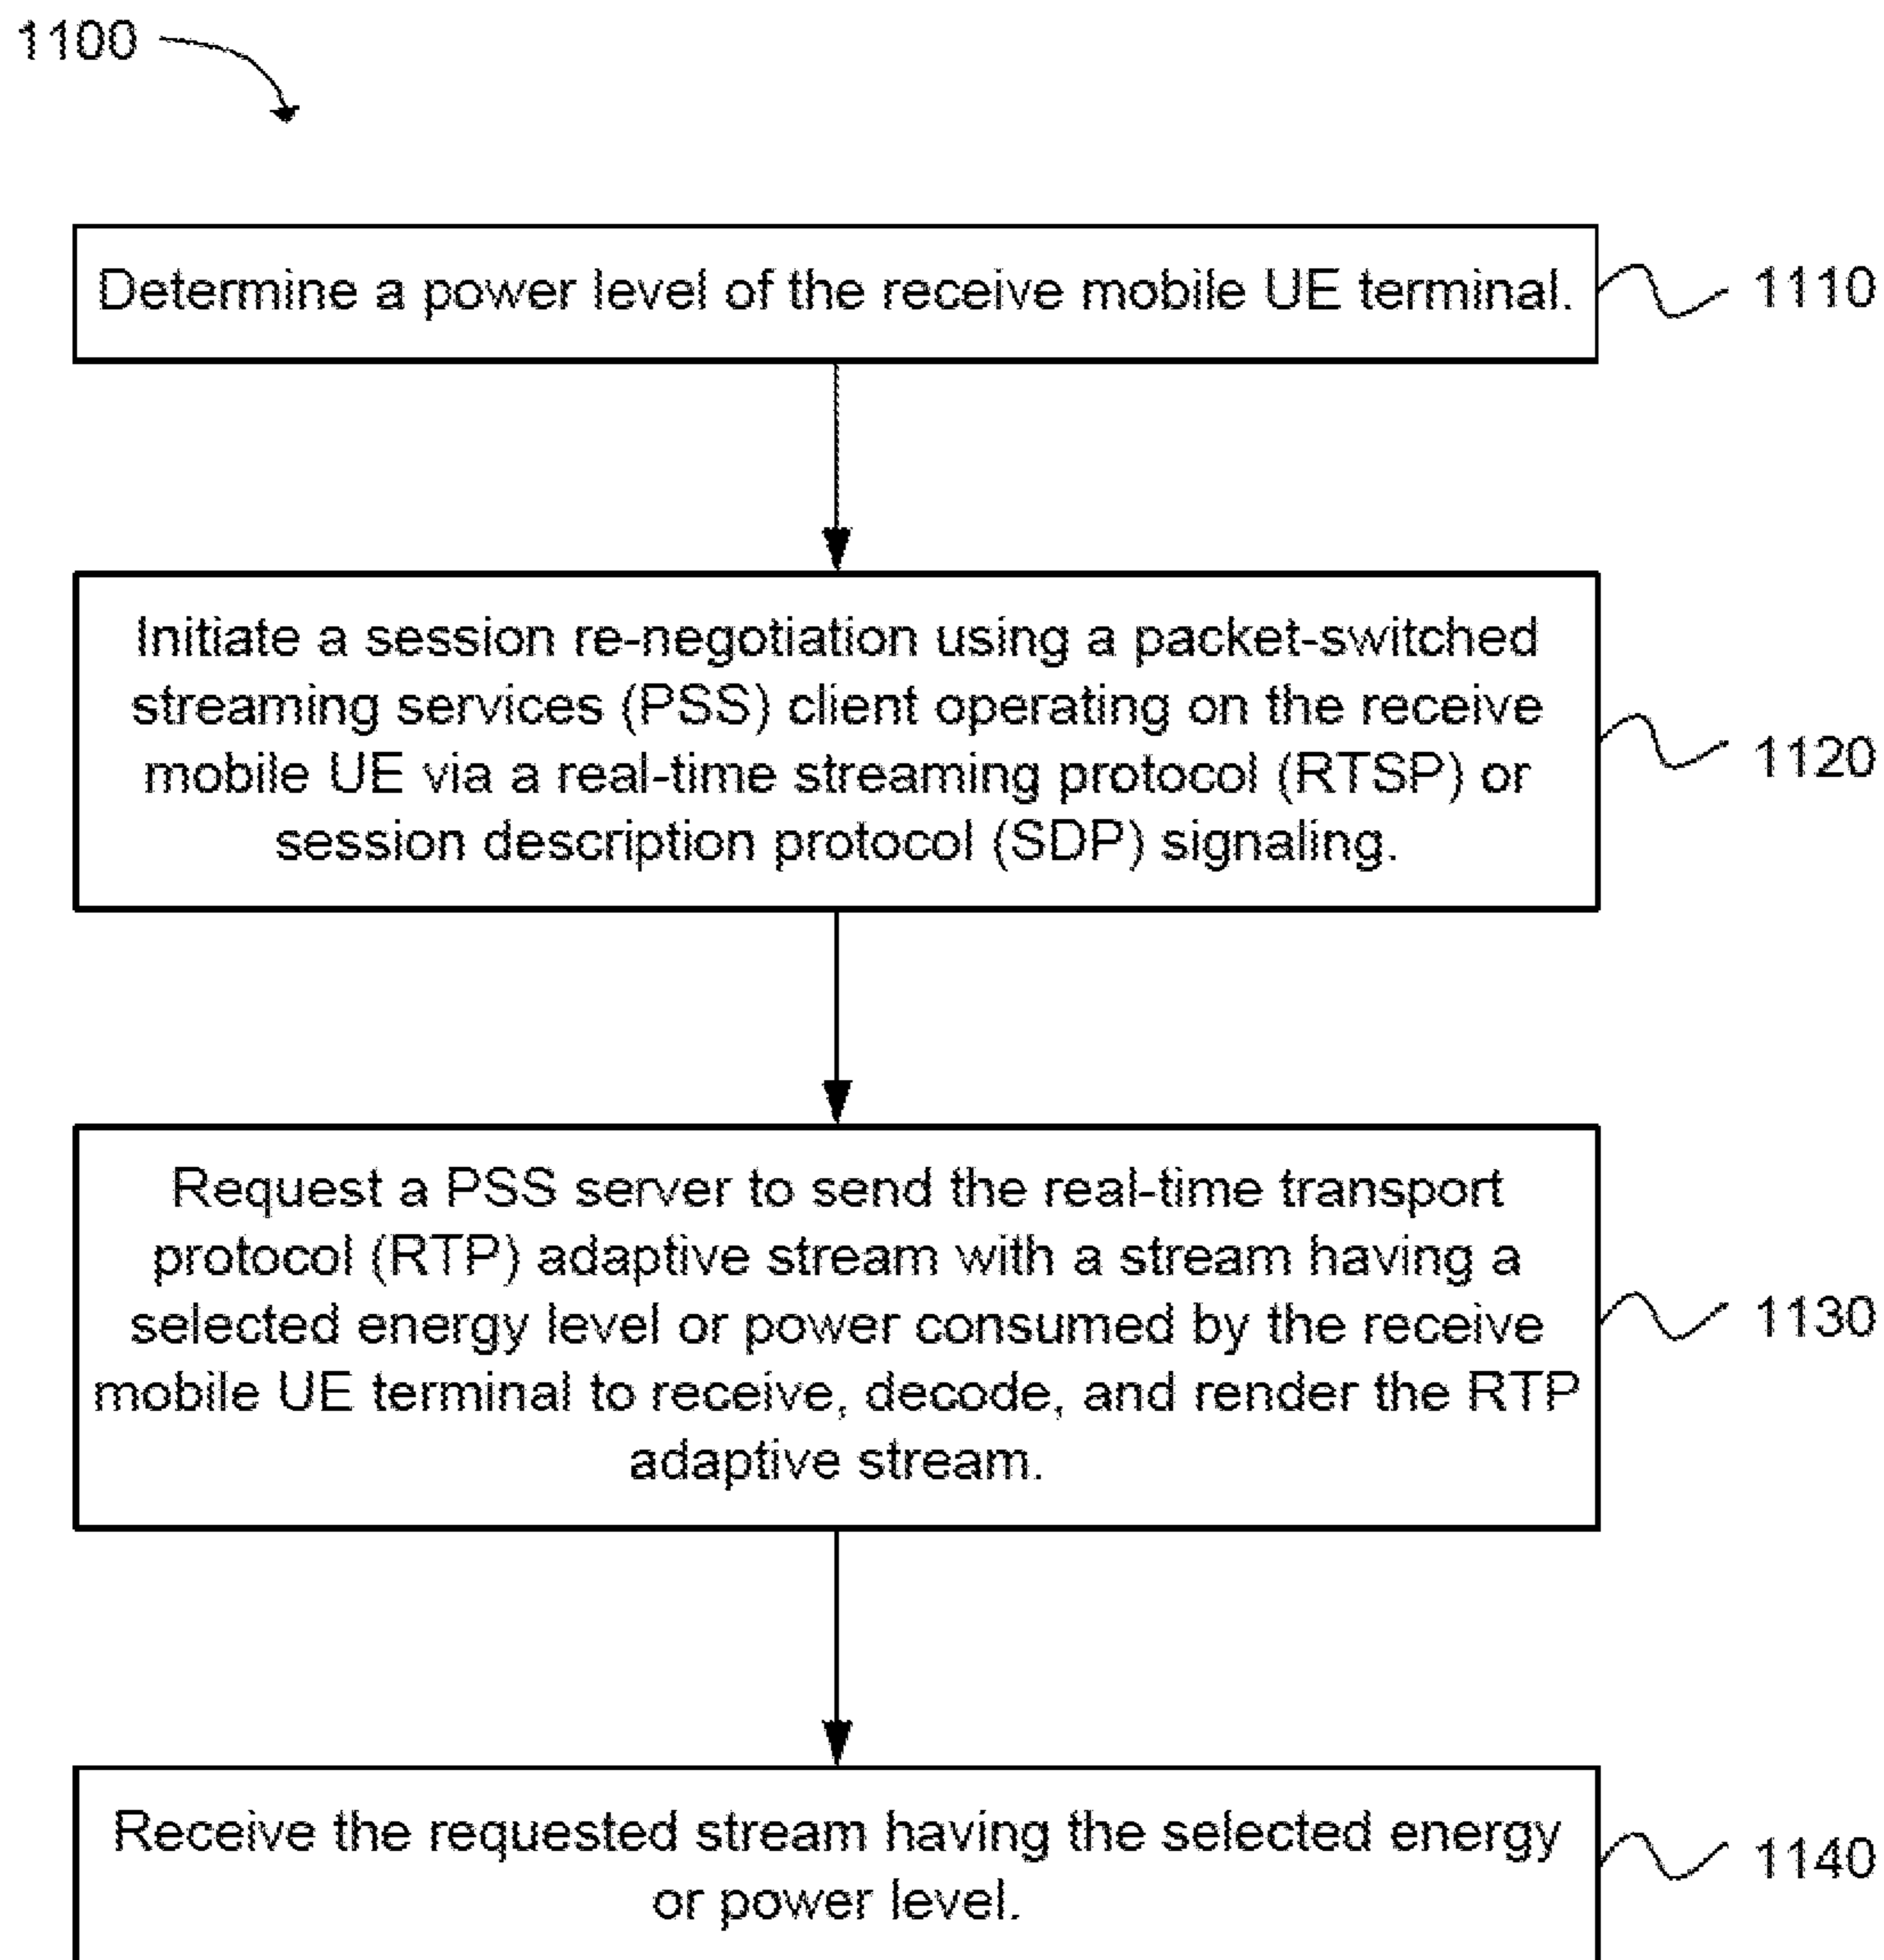 1100
Determine a power level of the receive mobile UE terminal.
1110
Initiate a session re-negotiation using a packet-switched
streaming services (PSS) client operating on the receive
mobile UE via a real-time streaming protocol (RTSP) or
session description protocol (SDP) signaling.
1120
Request a PSS server to send the real-time transport
protocol (RTP) adaptive stream with a stream having a
selected energy level or power consumed by the receive
mobile UE terminal to receive, decode, and render the RTP
adaptive stream.
1130
Receive the requested stream having the selected energy
or power level.
1140